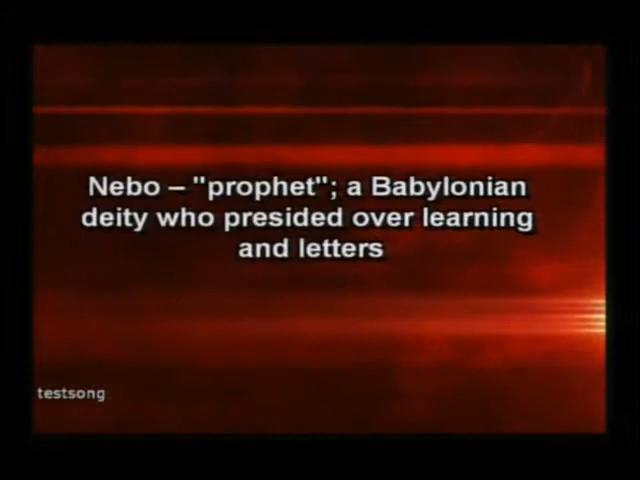 Nebo – "prophet"; a Babylonian
deity who presided over learning
and letters
testsong